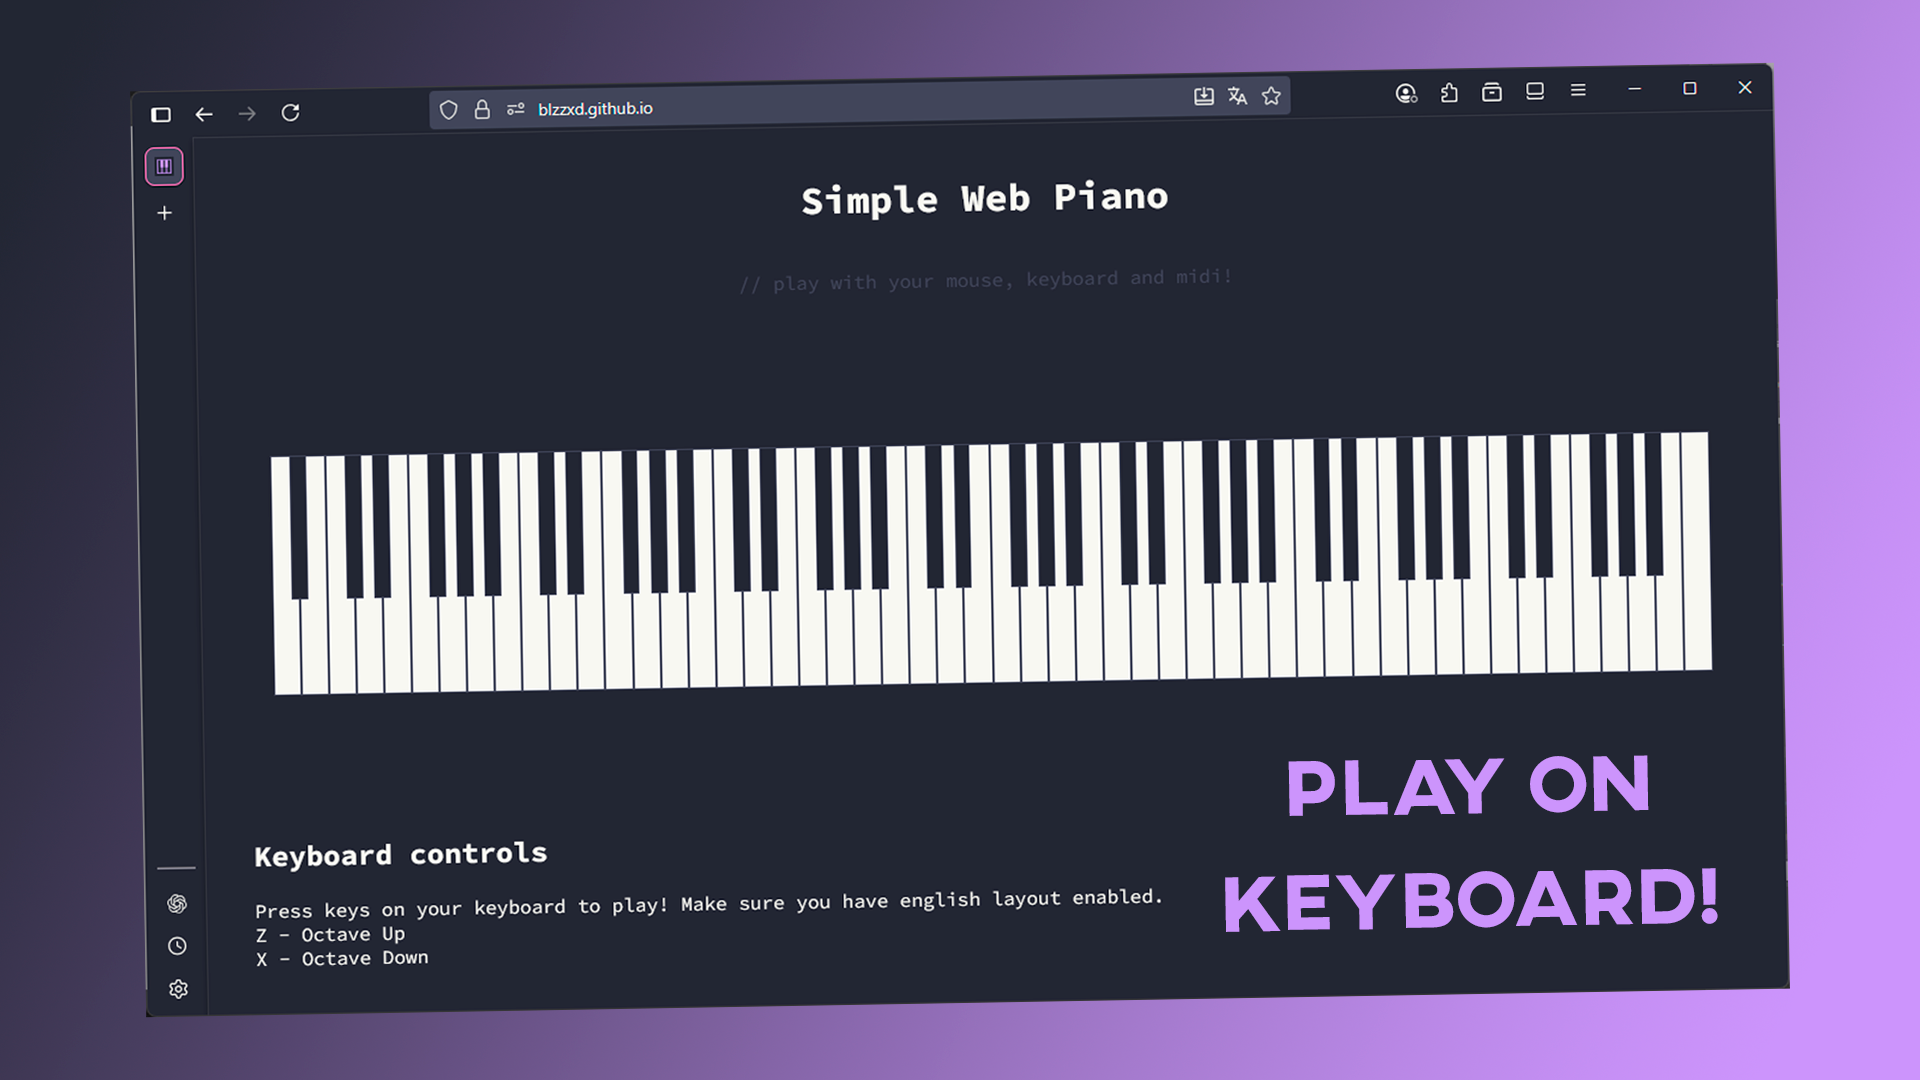 blzzxd.github.io
Simple Web Piano
// play with your mouse, keyboard and midi!
Keyboard controls
Press keys on your keyboard to play! Make sure you have english layout enabled.
Z - Octave Up
X - Octave Down
PLAY ON
KEYBOARD!